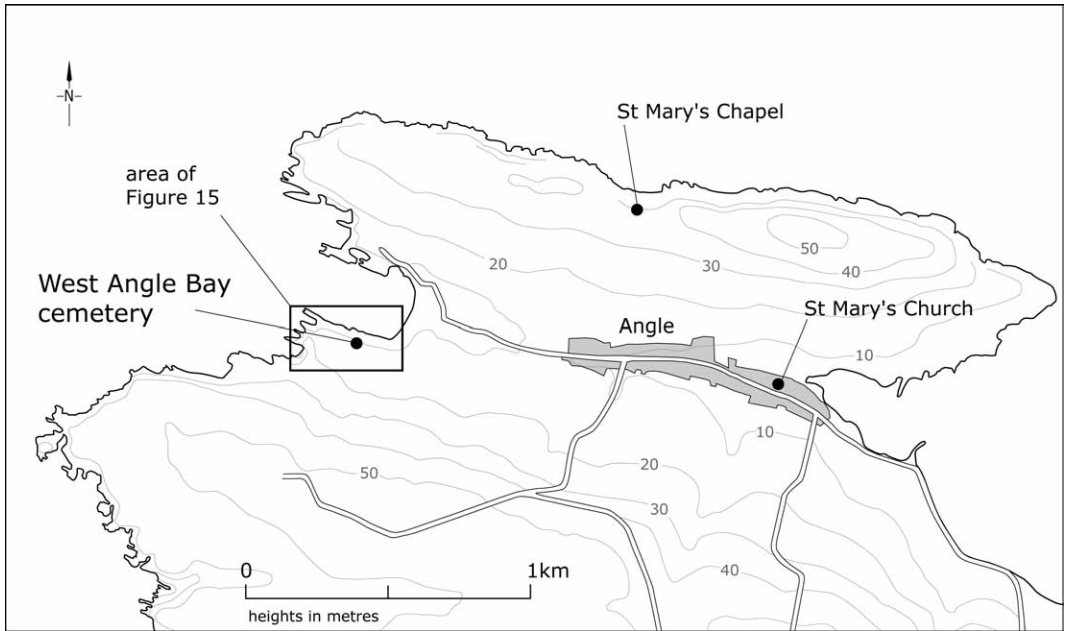 N
St Mary's Chapel
area of
Figure 15
50
40
30
20
West Angle Bay
cemetery
St Mary's Church
Angle
10
10
20
50
30
40
0
1km
heights in metres